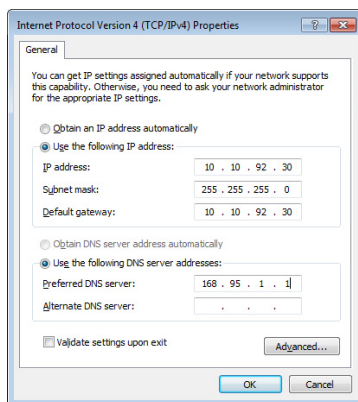 Internet Protocol Version 4 (TCP/IPv4) Properties
General
You can get IP settings assigned automatically if your network supports
this capability. Otherwise, you need to ask your network administrator
for the appropriate IP settings.
Obtain an IP address automatically
Use the following IP address:
IP address: 10 . 10 . 92 . 30
Subnet mask: 255 . 255 . 255 . 0
Default gateway: 10 . 10 . 92 . 30
Obtain DNS server address automatically
Use the following DNS server addresses:
Preferred DNS server: 168 . 95 . 1 . 1
Alternate DNS server: . . .
Validate settings upon exit
Advanced...
OK Cancel